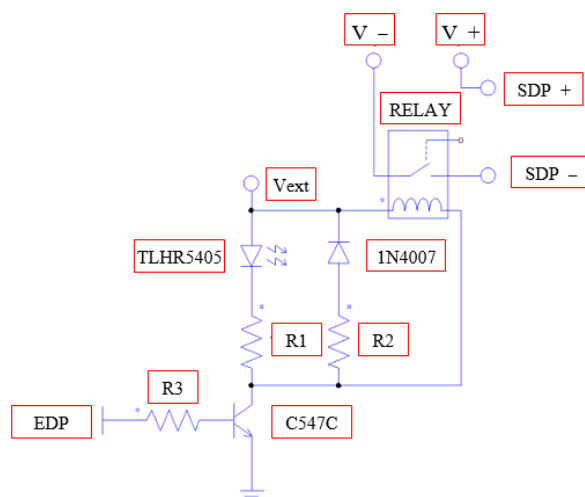 V −
V +
SDP +
RELAY
SDP −
Vext
TLHR5405
1N4007
R1
R2
R3
EDP
C547C